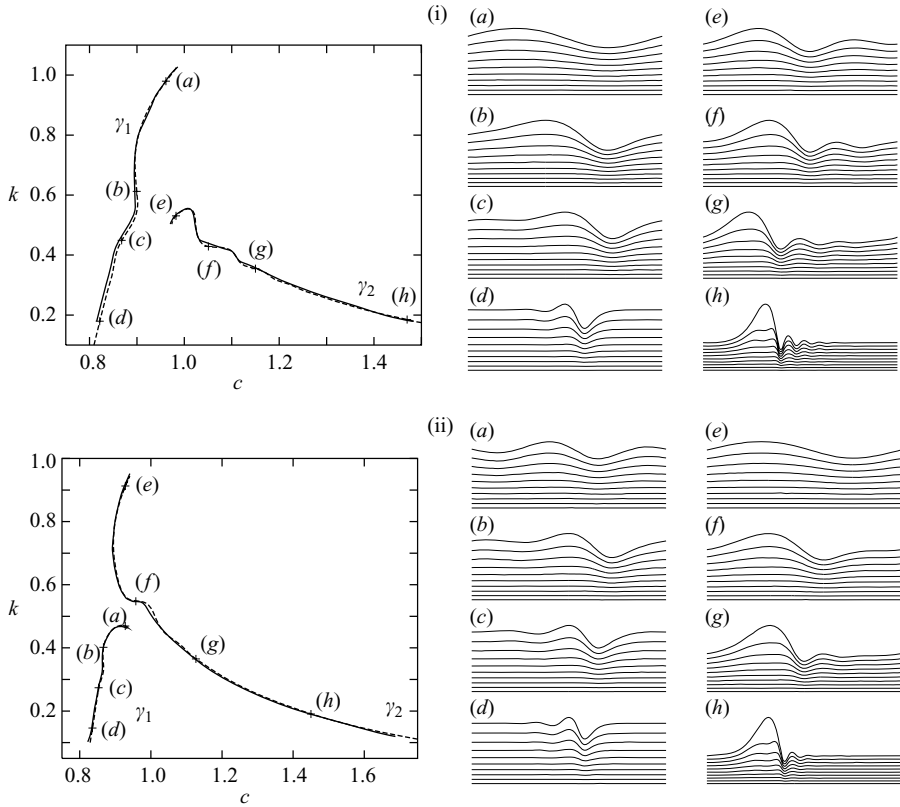 (i)
1.0
0.8
0.6
0.4
0.2
k
0.8 1.0 1.2 1.4
c
γ1
γ2
(a)
(b)
(c)
(d)
(e)
(f)
(g)
(h)
(a)
(b)
(c)
(d)
(e)
(f)
(g)
(h)
(ii)
1.0
0.8
0.6
0.4
0.2
k
0.8 1.0 1.2 1.4 1.6
c
γ1
γ2
(e)
(f)
(a)
(b)
(g)
(c)
(d)
(h)
(a)
(b)
(c)
(d)
(e)
(f)
(g)
(h)